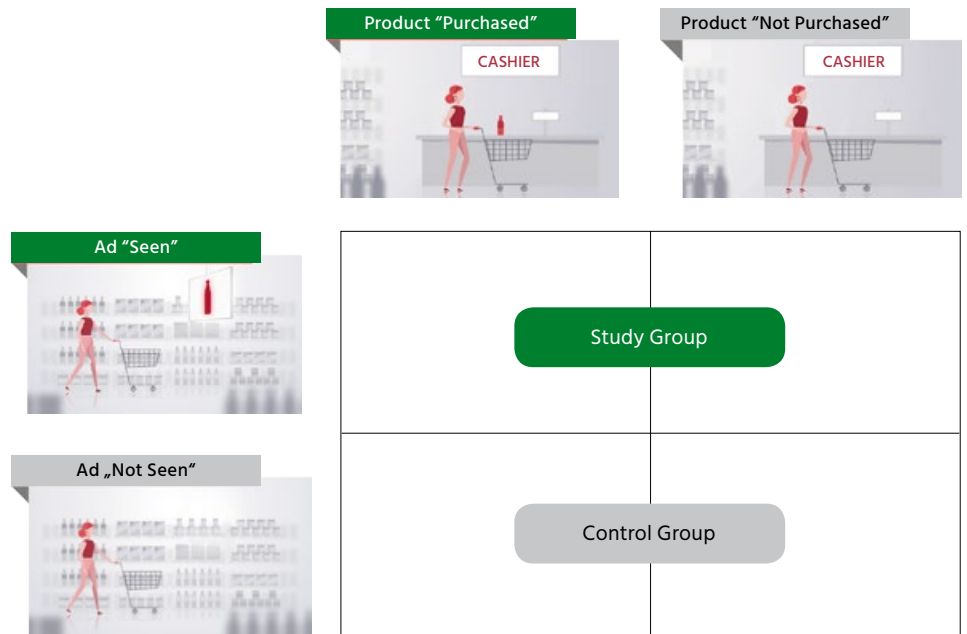 Product “Purchased”
Product “Not Purchased”
CASHIER
CASHIER
Ad “Seen”
Study Group
Ad „Not Seen“
Control Group